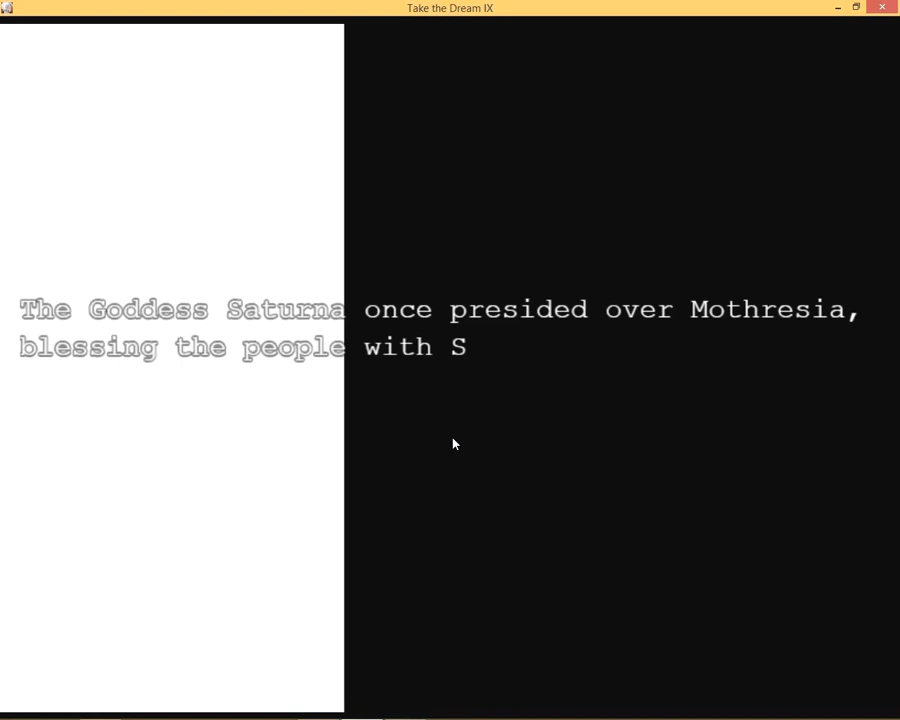 Take the Dream IX
The Goddess Saturna once presided over Mothresia,
blessing the people with S